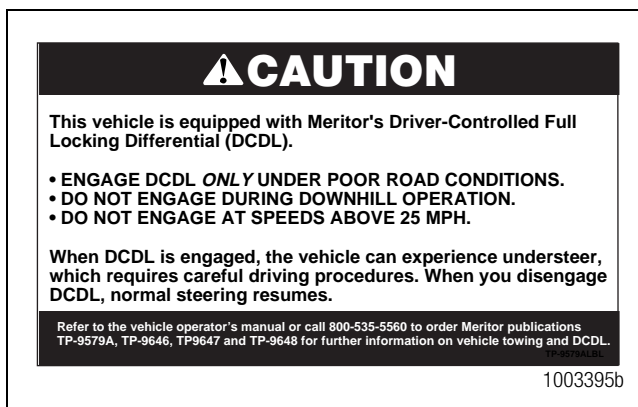 CAUTION
This vehicle is equipped with Meritor's Driver-Controlled Full
Locking Differential (DCDL).
• ENGAGE DCDL ONLY UNDER POOR ROAD CONDITIONS.
• DO NOT ENGAGE DURING DOWNHILL OPERATION.
• DO NOT ENGAGE AT SPEEDS ABOVE 25 MPH.
When DCDL is engaged, the vehicle can experience understeer,
which requires careful driving procedures. When you disengage
DCDL, normal steering resumes.
Refer to the vehicle operator's manual or call 800-535-5560 to order Meritor publications
TP-9579A, TP-9646, TP9647 and TP-9648 for further information on vehicle towing and DCDL.
TP-9579ALBL
1003395b